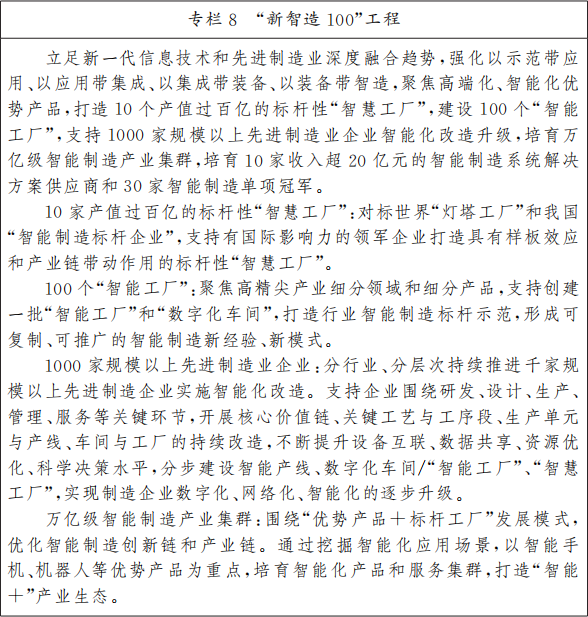 专栏 8 “新智造 100”工程
立足新一代信息技术和先进制造业深度融合趋势,强化以示范带应
用、以应用带集成、以集成带装备、以装备带智造,聚焦高端化、智能化优
势产品,打造 10 个产值过百亿的标杆性“智慧工厂”,建设 100 个“智能
工厂”,支持 1000 家规模以上先进制造业企业智能化改造升级,培育万
亿级智能制造产业集群,培育 10 家收入超 20 亿元的智能制造系统解决
方案供应商和 30 家智能制造单项冠军。
10 家产值过百亿的标杆性“智慧工厂”:对标世界“灯塔工厂”和我国
“智能制造标杆企业”,支持有国际影响力的领军企业打造具有样板效应
和产业链带动作用的标杆性“智慧工厂”。
100 个“智能工厂”:聚焦高精尖产业细分领域和细分产品,支持创建
一批“智能工厂”和“数字化车间”,打造行业智能制造标杆示范,形成可
复制、可推广的智能制造新经验、新模式。
1000 家规模以上先进制造业企业:分行业、分层次持续推进千家规
模以上先进制造企业实施智能化改造。支持企业围绕研发、设计、生产、
管理、服务等关键环节,开展核心价值链、关键工艺与工序段、生产单元
与产线、车间与工厂的持续改造,不断提升设备互联、数据共享、资源优
化、科学决策水平,分步建设智能产线、数字化车间/“智能工厂”、“智慧
工厂”,实现制造企业数字化、网络化、智能化的逐步升级。
万亿级智能制造产业集群:围绕“优势产品+标杆工厂”发展模式,
优化智能制造创新链和产业链。通过挖掘智能化应用场景,以智能手
机、机器人等优势产品为重点,培育智能化产品和服务集群,打造“智能
+”产业生态。